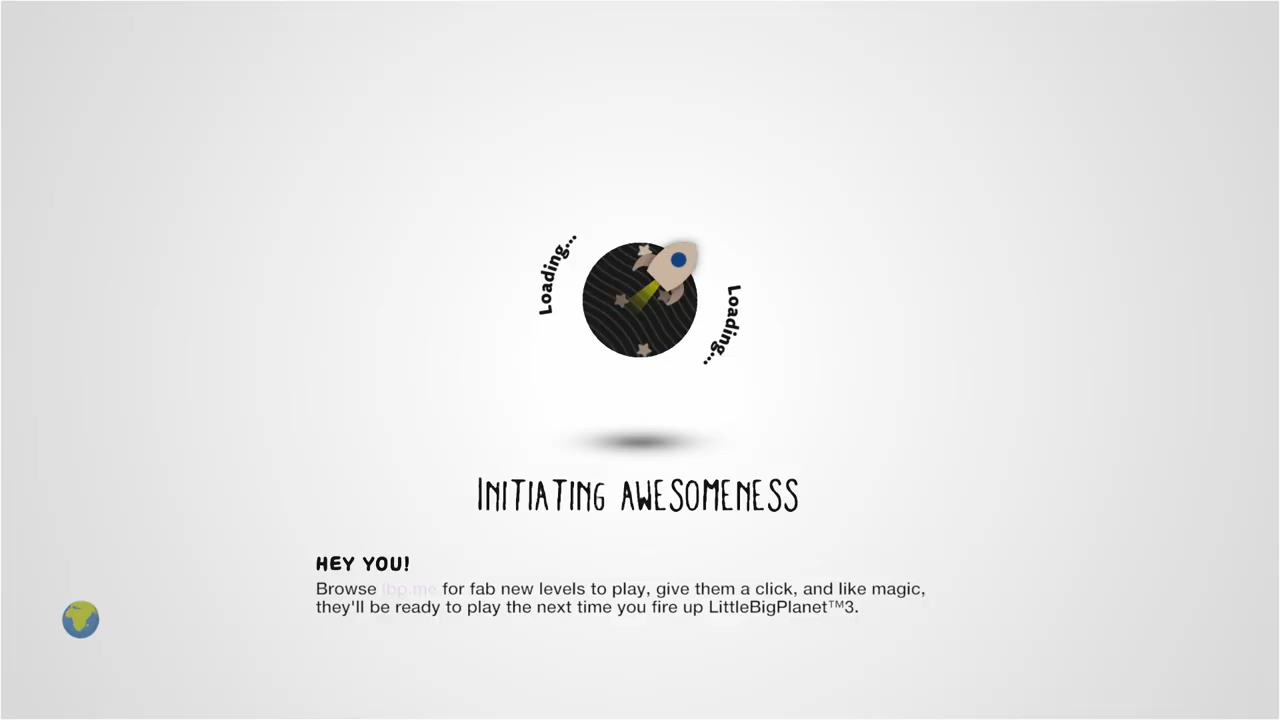 Loading...
Loading...
INITIATING AWESOMENESS
HEY YOU!
Browse lbp.me for fab new levels to play, give them a click, and like magic,
they'll be ready to play the next time you fire up LittleBigPlanet™3.